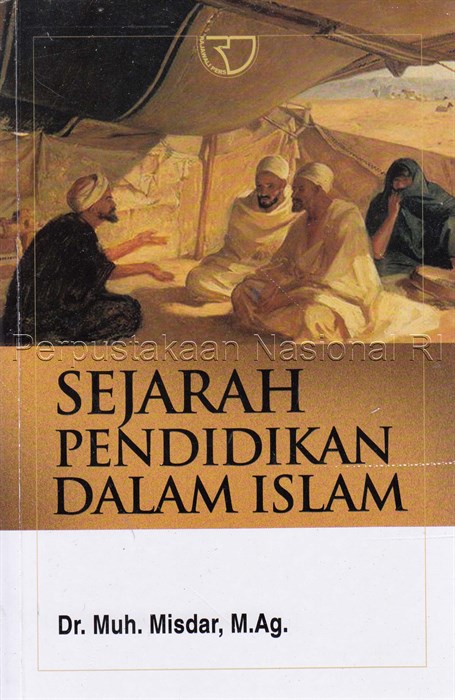 Perpustakaan Nasional RI
SEJARAH
PENDIDIKAN
DALAM ISLAM
Dr. Muh. Misdar, M.Ag.